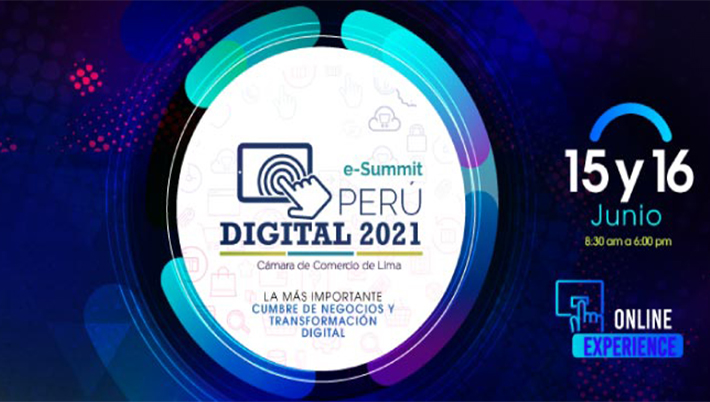 e-Summit
PERÚ
DIGITAL 2021
Cámara de Comercio de Lima
LA MÁS IMPORTANTE
CUMBRE DE NEGOCIOS Y
TRANSFORMACIÓN
DIGITAL
15 y 16
Junio
8:30 am a 6:00 pm
ONLINE
EXPERIENCE